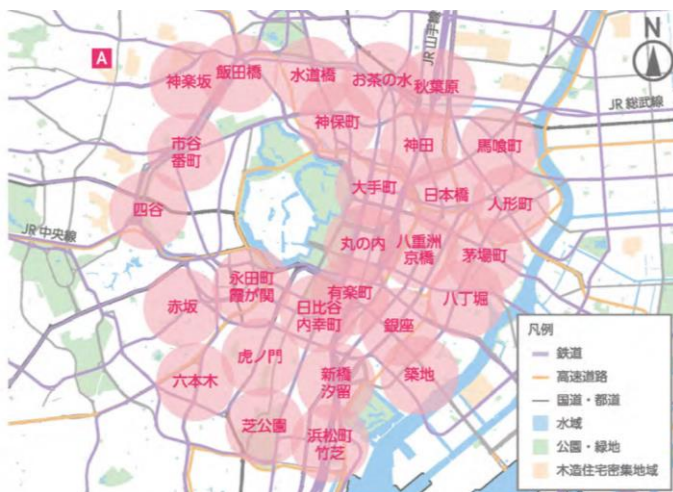 A
神楽坂
飯田橋
水道橋
お茶の水
秋葉原
JR山手線
N
JR総武線
神保町
神田
馬喰町
市谷
番町
大手町
日本橋
人形町
四谷
JR中央線
丸の内
八重洲
京橋
茅場町
永田町
霞が関
有楽町
日比谷
内幸町
銀座
八丁堀
赤坂
虎ノ門
六本木
新橋
汐留
築地
芝公園
浜松町
竹芝
凡例
鉄道
高速道路
国道・都道
水域
公園・緑地
木造住宅密集地域